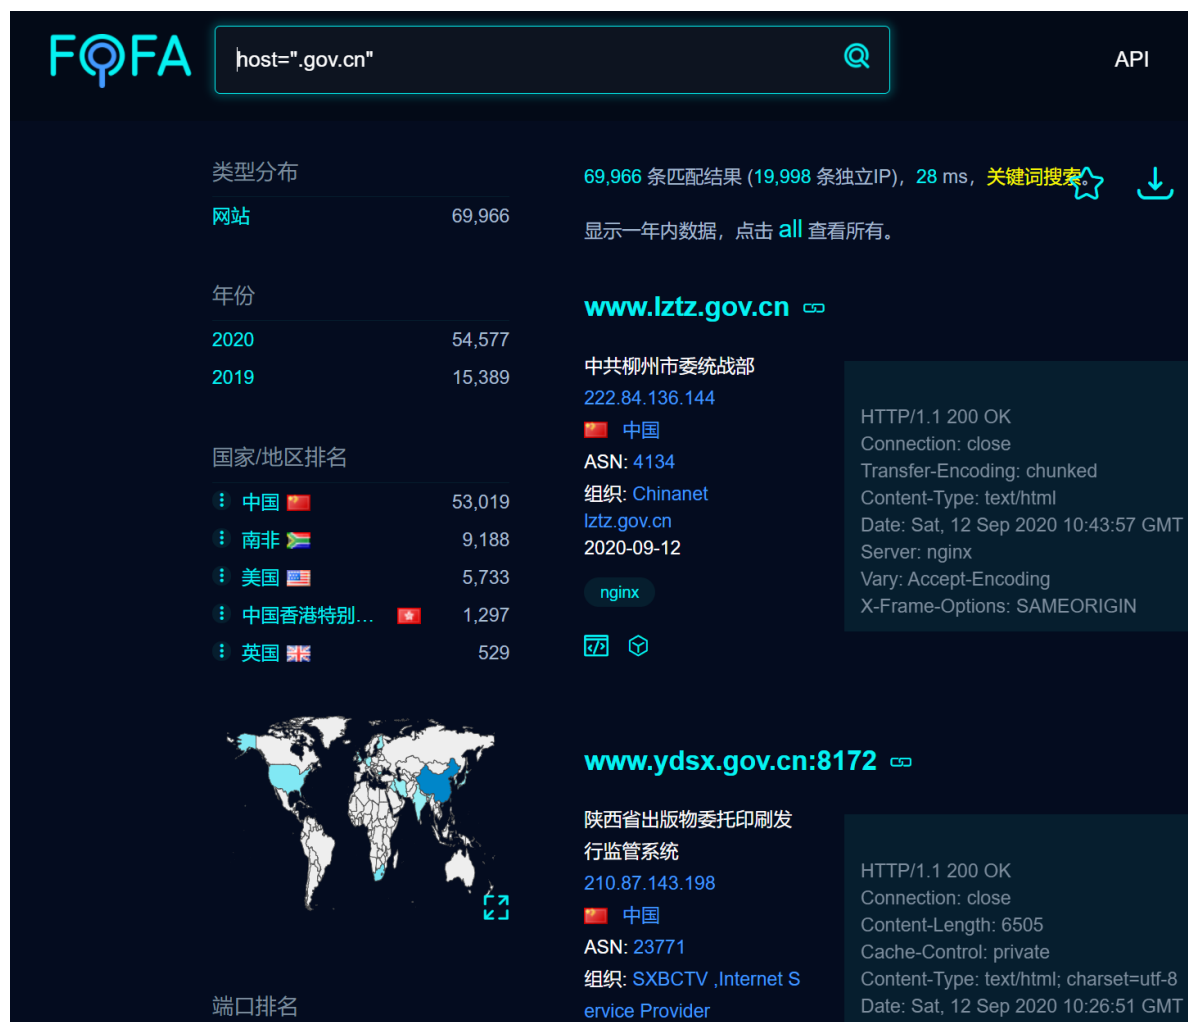 FOFA
host=".gov.cn"
API
类型分布
网站 69,966
年份
2020 54,577
2019 15,389
国家/地区排名
中国 53,019
南非 9,188
美国 5,733
中国香港特别... 1,297
英国 529
端口排名
69,966 条匹配结果 (19,998 条独立IP)，28 ms，关键词搜索。
显示一年内数据，点击 all 查看所有。
www.lztz.gov.cn
中共柳州市委统战部
222.84.136.144
中国
ASN: 4134
组织: Chinanet
lztz.gov.cn
2020-09-12
nginx
HTTP/1.1 200 OK
Connection: close
Transfer-Encoding: chunked
Content-Type: text/html
Date: Sat, 12 Sep 2020 10:43:57 GMT
Server: nginx
Vary: Accept-Encoding
X-Frame-Options: SAMEORIGIN
www.ydsx.gov.cn:8172
陕西省出版物委托印刷发
行监管系统
210.87.143.198
中国
ASN: 23771
组织: SXBCTV ,Internet S
ervice Provider
HTTP/1.1 200 OK
Connection: close
Content-Length: 6505
Cache-Control: private
Content-Type: text/html; charset=utf-8
Date: Sat, 12 Sep 2020 10:26:51 GMT